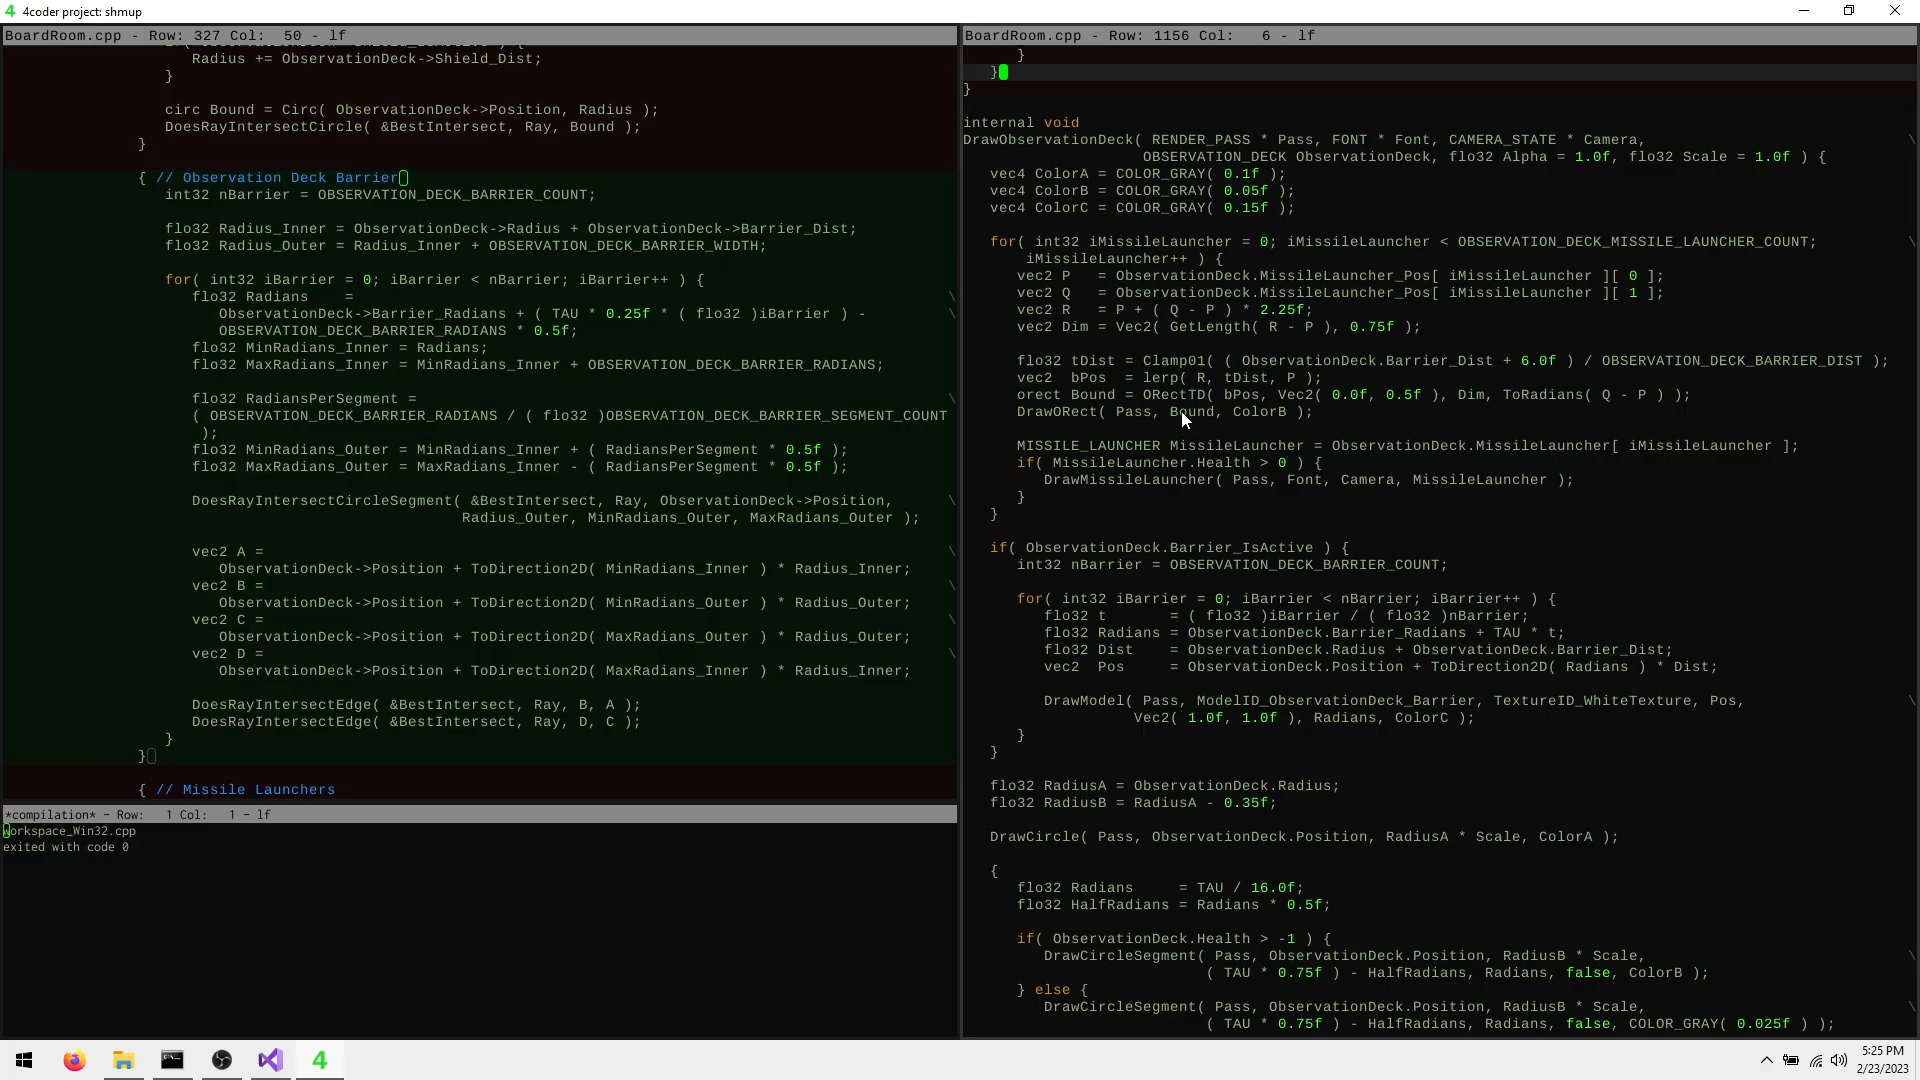 4 4coder project: shmup
BoardRoom.cpp - Row: 327 Col:  50 - lf
Radius += ObservationDeck->Shield_Dist;
}
circ Bound = Circ( ObservationDeck->Position, Radius );
DoesRayIntersectCircle( &BestIntersect, Ray, Bound );
}
{ // Observation Deck Barrier
int32 nBarrier = OBSERVATION_DECK_BARRIER_COUNT;
flo32 Radius_Inner = ObservationDeck->Radius + ObservationDeck->Barrier_Dist;
flo32 Radius_Outer = Radius_Inner + OBSERVATION_DECK_BARRIER_WIDTH;
for( int32 iBarrier = 0; iBarrier < nBarrier; iBarrier++ ) {
flo32 Radians    = \
ObservationDeck->Barrier_Radians + ( TAU * 0.25f * ( flo32 )iBarrier ) - \
OBSERVATION_DECK_BARRIER_RADIANS * 0.5f;
flo32 MinRadians_Inner = Radians;
flo32 MaxRadians_Inner = MinRadians_Inner + OBSERVATION_DECK_BARRIER_RADIANS;
flo32 RadiansPerSegment = \
( OBSERVATION_DECK_BARRIER_RADIANS / ( flo32 )OBSERVATION_DECK_BARRIER_SEGMENT_COUNT
);
flo32 MinRadians_Outer = MinRadians_Inner + ( RadiansPerSegment * 0.5f );
flo32 MaxRadians_Outer = MaxRadians_Inner - ( RadiansPerSegment * 0.5f );
DoesRayIntersectCircleSegment( &BestIntersect, Ray, ObservationDeck->Position, \
Radius_Outer, MinRadians_Outer, MaxRadians_Outer );
vec2 A = \
ObservationDeck->Position + ToDirection2D( MinRadians_Inner ) * Radius_Inner;
vec2 B = \
ObservationDeck->Position + ToDirection2D( MinRadians_Outer ) * Radius_Outer;
vec2 C = \
ObservationDeck->Position + ToDirection2D( MaxRadians_Outer ) * Radius_Outer;
vec2 D = \
ObservationDeck->Position + ToDirection2D( MaxRadians_Inner ) * Radius_Inner;
DoesRayIntersectEdge( &BestIntersect, Ray, B, A );
DoesRayIntersectEdge( &BestIntersect, Ray, D, C );
}
}
{ // Missile Launchers
*compilation* - Row:   1 Col:   1 - lf
workspace_Win32.cpp
exited with code 0
BoardRoom.cpp - Row: 1156 Col:   6 - lf
}
}
}
internal void
DrawObservationDeck( RENDER_PASS * Pass, FONT * Font, CAMERA_STATE * Camera, \
OBSERVATION_DECK ObservationDeck, flo32 Alpha = 1.0f, flo32 Scale = 1.0f ) {
vec4 ColorA = COLOR_GRAY( 0.1f );
vec4 ColorB = COLOR_GRAY( 0.05f );
vec4 ColorC = COLOR_GRAY( 0.15f );
for( int32 iMissileLauncher = 0; iMissileLauncher < OBSERVATION_DECK_MISSILE_LAUNCHER_COUNT; \
iMissileLauncher++ ) {
vec2 P   = ObservationDeck.MissileLauncher_Pos[ iMissileLauncher ][ 0 ];
vec2 Q   = ObservationDeck.MissileLauncher_Pos[ iMissileLauncher ][ 1 ];
vec2 R   = P + ( Q - P ) * 2.25f;
vec2 Dim = Vec2( GetLength( R - P ), 0.75f );
flo32 tDist = Clamp01( ( ObservationDeck.Barrier_Dist + 6.0f ) / OBSERVATION_DECK_BARRIER_DIST );
vec2  bPos  = lerp( R, tDist, P );
orect Bound = ORectTD( bPos, Vec2( 0.0f, 0.5f ), Dim, ToRadians( Q - P ) );
DrawORect( Pass, Bound, ColorB );
MISSILE_LAUNCHER MissileLauncher = ObservationDeck.MissileLauncher[ iMissileLauncher ];
if( MissileLauncher.Health > 0 ) {
DrawMissileLauncher( Pass, Font, Camera, MissileLauncher );
}
}
if( ObservationDeck.Barrier_IsActive ) {
int32 nBarrier = OBSERVATION_DECK_BARRIER_COUNT;
for( int32 iBarrier = 0; iBarrier < nBarrier; iBarrier++ ) {
flo32 t       = ( flo32 )iBarrier / ( flo32 )nBarrier;
flo32 Radians = ObservationDeck.Barrier_Radians + TAU * t;
flo32 Dist    = ObservationDeck.Radius + ObservationDeck.Barrier_Dist;
vec2  Pos     = ObservationDeck.Position + ToDirection2D( Radians ) * Dist;
DrawModel( Pass, ModelID_ObservationDeck_Barrier, TextureID_WhiteTexture, Pos, \
Vec2( 1.0f, 1.0f ), Radians, ColorC );
}
}
flo32 RadiusA = ObservationDeck.Radius;
flo32 RadiusB = RadiusA - 0.35f;
DrawCircle( Pass, ObservationDeck.Position, RadiusA * Scale, ColorA );
{
flo32 Radians     = TAU / 16.0f;
flo32 HalfRadians = Radians * 0.5f;
if( ObservationDeck.Health > -1 ) {
DrawCircleSegment( Pass, ObservationDeck.Position, RadiusB * Scale, \
( TAU * 0.75f ) - HalfRadians, Radians, false, ColorB );
} else {
DrawCircleSegment( Pass, ObservationDeck.Position, RadiusB * Scale, \
( TAU * 0.75f ) - HalfRadians, Radians, false, COLOR_GRAY( 0.025f ) );
4
5:25 PM
2/23/2023